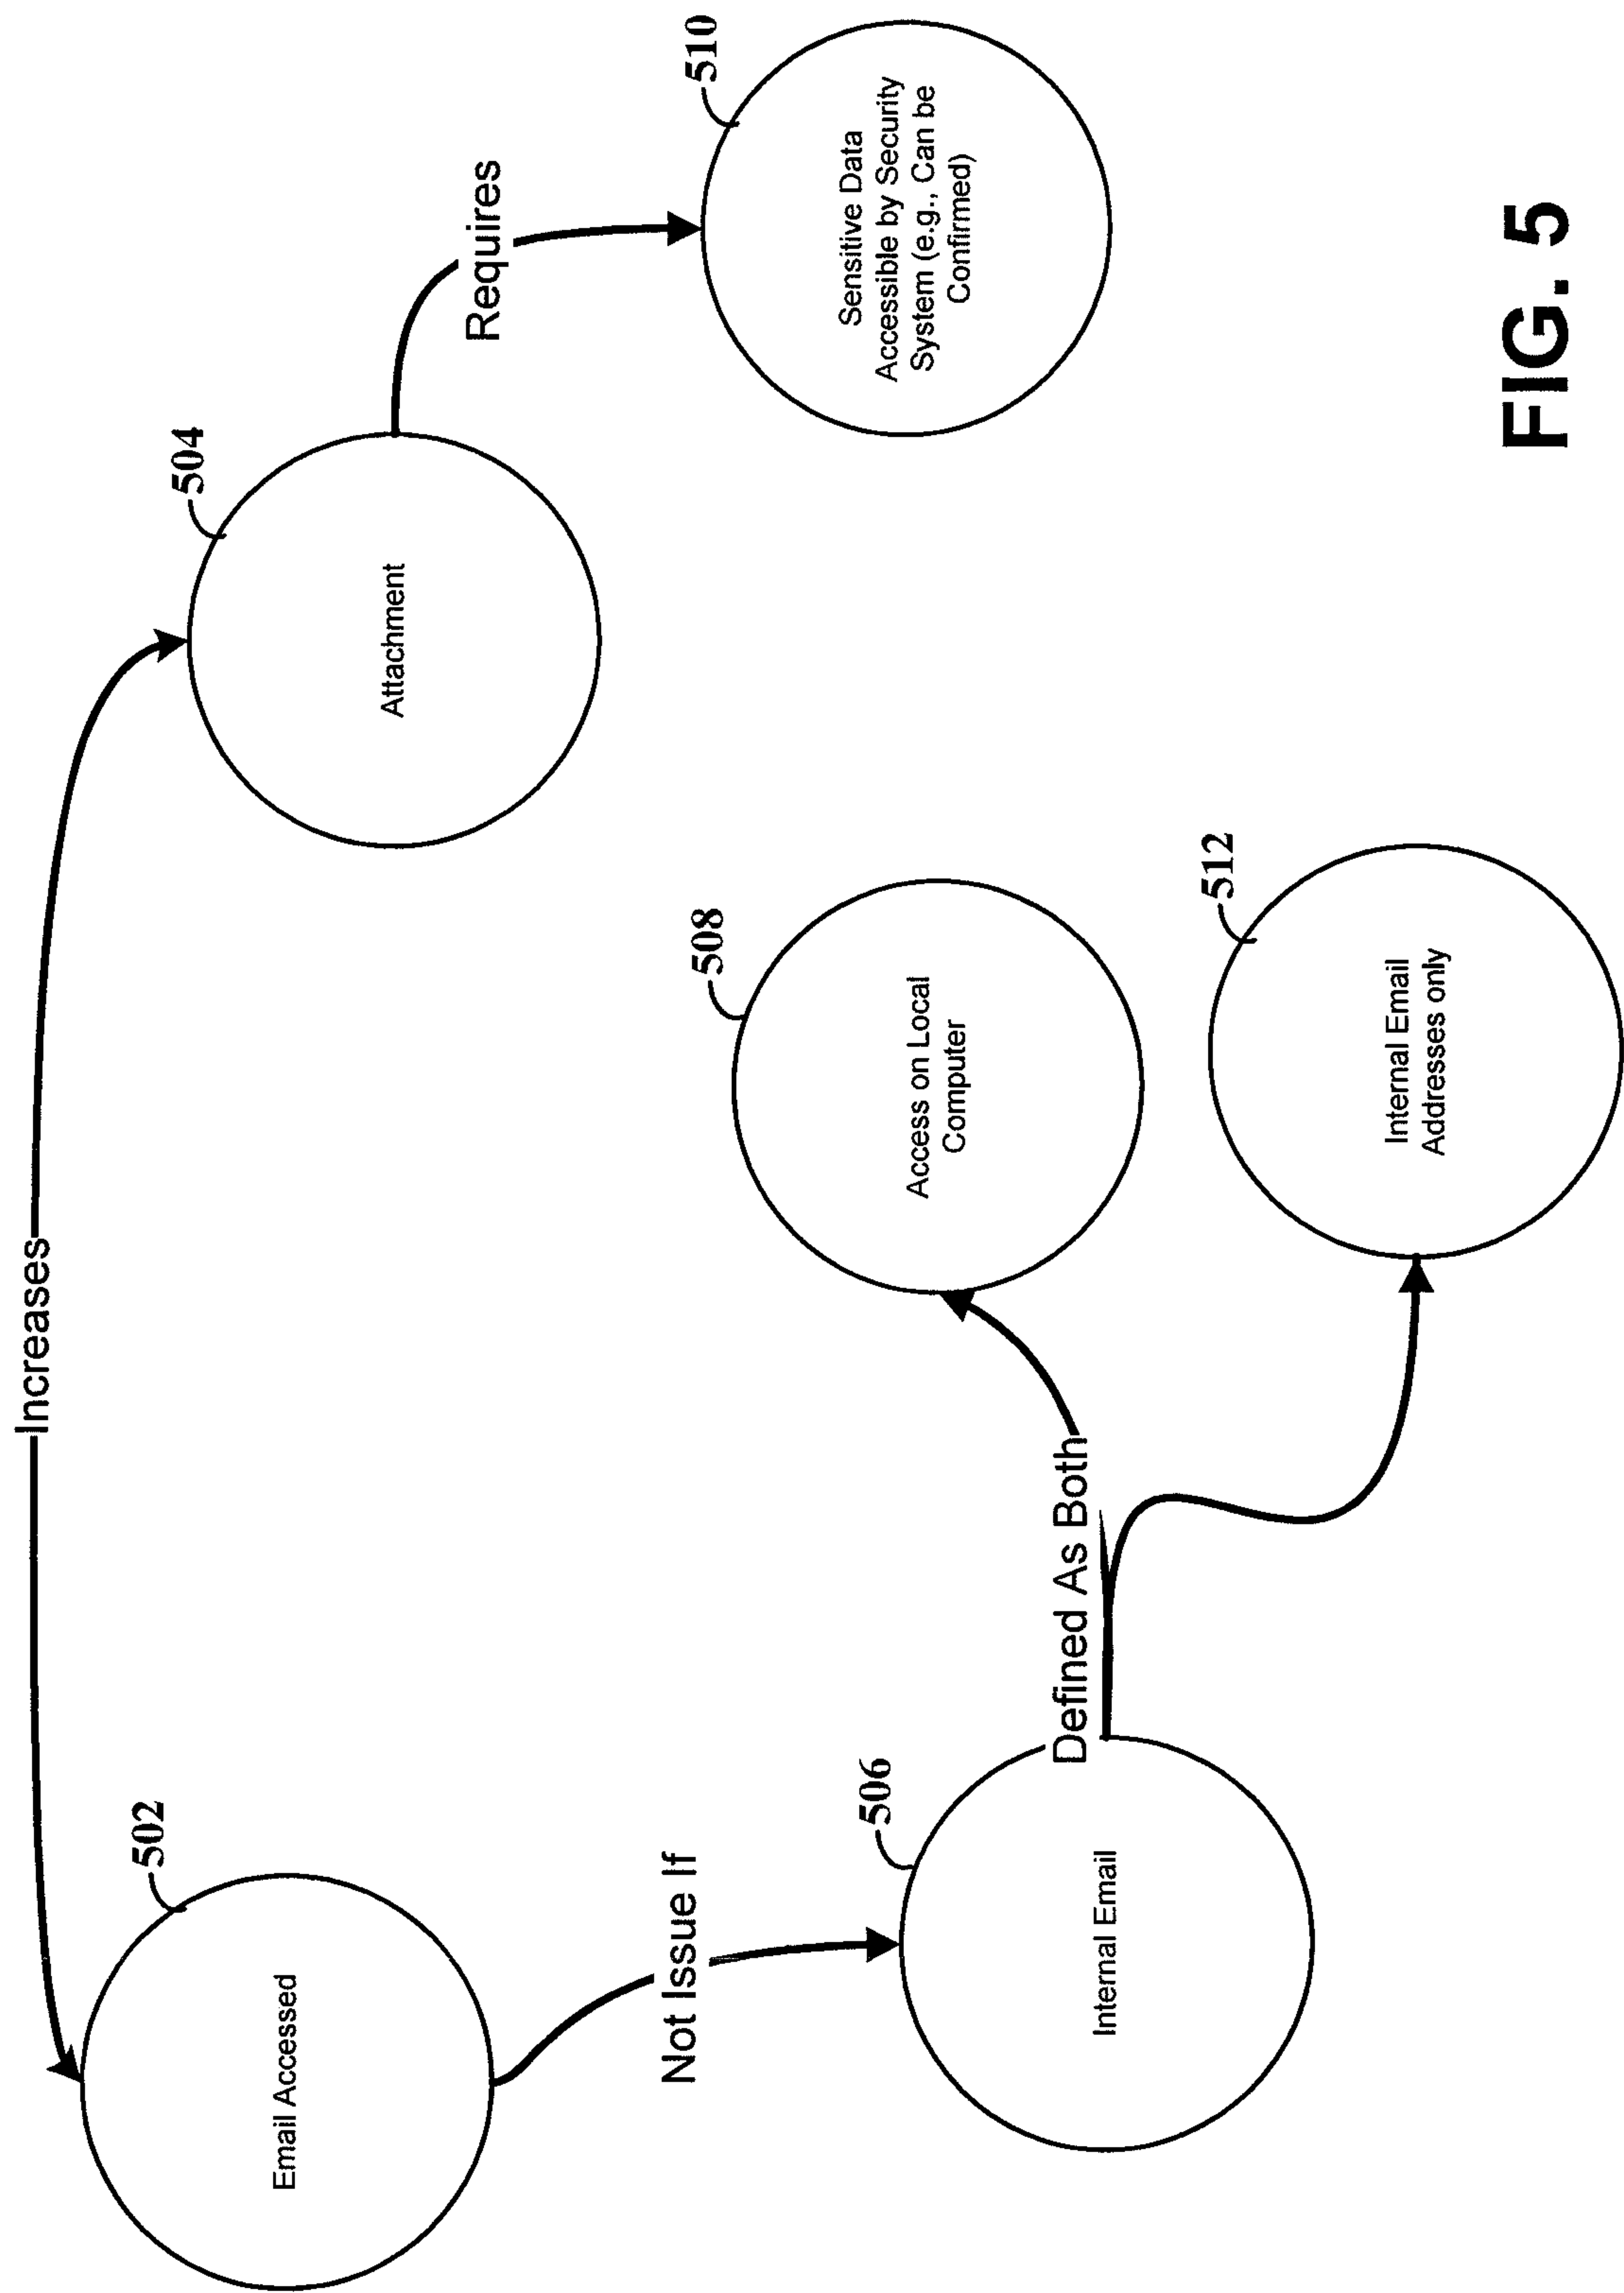 Increases
502
Email Accessed
504
Attachment
Not Issue If
Requires
506
Internal Email
Defined As Both
508
Access on Local
Computer
510
Sensitive Data
Accessible by Security
System (e.g., Can be
Confirmed)
512
Internal Email
Addresses only
FIG. 5